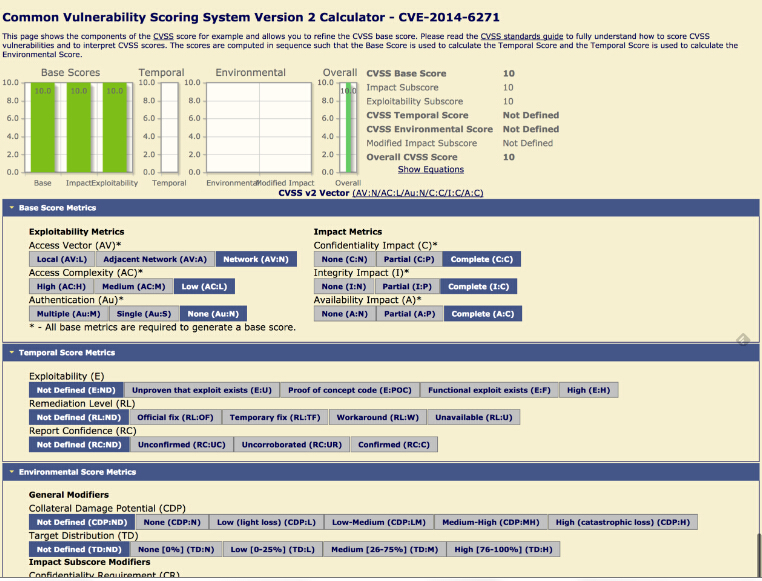 Common Vulnerability Scoring System Version 2 Calculator - CVE-2014-6271
This page shows the components of the CVSS score for example and allows you to refine the CVSS base score. Please read the CVSS standards guide to fully understand how to score CVSS
vulnerabilities and to interpret CVSS scores. The scores are computed in sequence such that the Base Score is used to calculate the Temporal Score and the Temporal Score is used to calculate the
Environmental Score.
Base Scores Temporal Environmental Overall
CVSS Base Score 10
Impact Subscore 10
Exploitability Subscore 10
CVSS Temporal Score Not Defined
CVSS Environmental Score Not Defined
Modified Impact Subscore Not Defined
Overall CVSS Score 10
Show Equations
10.0 10.0 10.0 10.0 10.0 10.0 10.0 10.0
8.0 8.0 8.0 8.0
6.0 6.0 6.0 6.0
4.0 4.0 4.0 4.0
2.0 2.0 2.0 2.0
0.0 0.0 0.0 0.0
Base Impact Exploitability Temporal Environmental Modified Impact Overall
CVSS v2 Vector (AV:N/AC:L/Au:N/C:C/I:C/A:C)
Base Score Metrics
Exploitability Metrics
Access Vector (AV)*
Local (AV:L) Adjacent Network (AV:A) Network (AV:N)
Access Complexity (AC)*
High (AC:H) Medium (AC:M) Low (AC:L)
Authentication (Au)*
Multiple (Au:M) Single (Au:S) None (Au:N)
* - All base metrics are required to generate a base score.
Impact Metrics
Confidentiality Impact (C)*
None (C:N) Partial (C:P) Complete (C:C)
Integrity Impact (I)*
None (I:N) Partial (I:P) Complete (I:C)
Availability Impact (A)*
None (A:N) Partial (A:P) Complete (A:C)
Temporal Score Metrics
Exploitability (E)
Not Defined (E:ND) Unproven that exploit exists (E:U) Proof of concept code (E:POC) Functional exploit exists (E:F) High (E:H)
Remediation Level (RL)
Not Defined (RL:ND) Official fix (RL:OF) Temporary fix (RL:TF) Workaround (RL:W) Unavailable (RL:U)
Report Confidence (RC)
Not Defined (RC:ND) Unconfirmed (RC:UC) Uncorroborated (RC:UR) Confirmed (RC:C)
Environmental Score Metrics
General Modifiers
Collateral Damage Potential (CDP)
Not Defined (CDP:ND) None (CDP:N) Low (light loss) (CDP:L) Low-Medium (CDP:LM) Medium-High (CDP:MH) High (catastrophic loss) (CDP:H)
Target Distribution (TD)
Not Defined (TD:ND) None [0%] (TD:N) Low [0-25%] (TD:L) Medium [26-75%] (TD:M) High [76-100%] (TD:H)
Impact Subscore Modifiers
Confidentiality Requirement (CR)